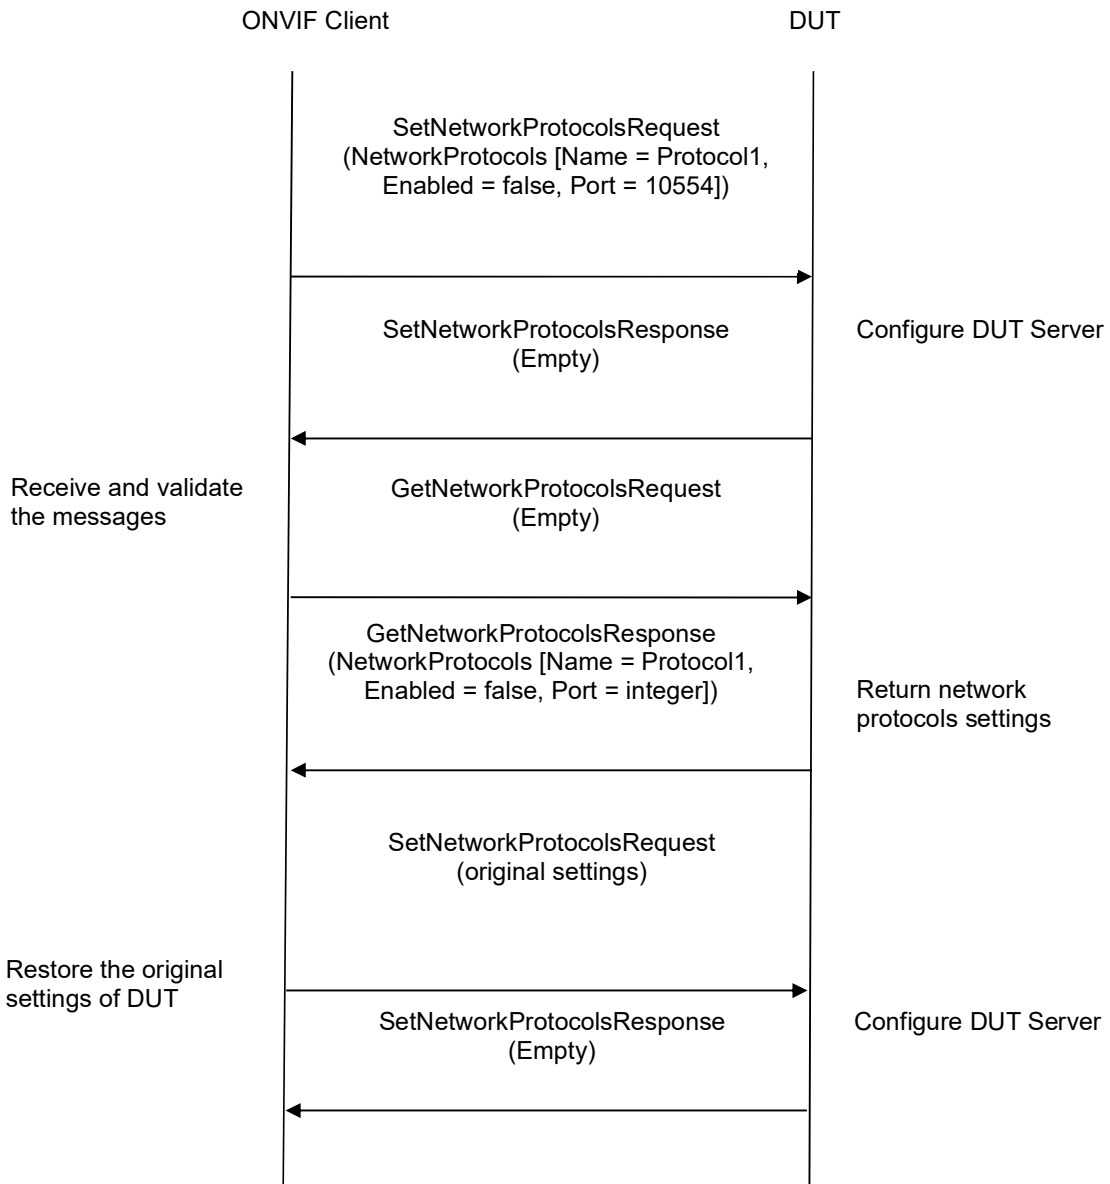 ONVIF Client
DUT
SetNetworkProtocolsRequest
(NetworkProtocols [Name = Protocol1,
Enabled = false, Port = 10554])
SetNetworkProtocolsResponse
(Empty)
Configure DUT Server
Receive and validate
the messages
GetNetworkProtocolsRequest
(Empty)
GetNetworkProtocolsResponse
(NetworkProtocols [Name = Protocol1,
Enabled = false, Port = integer])
Return network
protocols settings
SetNetworkProtocolsRequest
(original settings)
Restore the original
settings of DUT
SetNetworkProtocolsResponse
(Empty)
Configure DUT Server